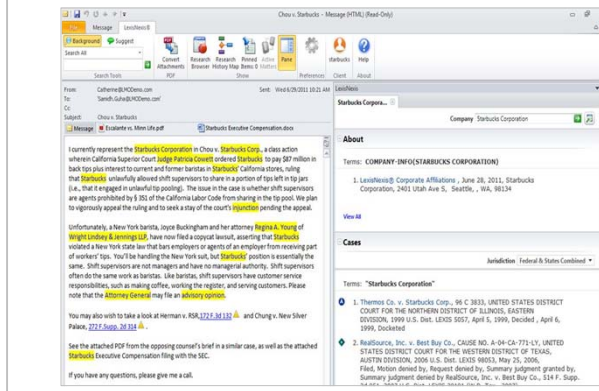 Chou v. Starbucks - Message (HTML) (Read-Only)
File Message LexisNexis®
Background Suggest
Search All
Search Tools
Convert Attachments
PDF
Research Browser
Research History Map
Pinned Items 0
Active Matters
Pane
Show
Preferences
starbucks
Client
Help
About
From: Catherine@LMODemo.com'
Sent: Wed 6/29/2011 10:21 AM
To:
Cc:
Subject: Chou v. Starbucks
Message Escalante vs. Minn Life.pdf Starbucks Executive Compensation.docx
I currently represent the Starbucks Corporation in Chou v. Starbucks Corp., a class action
wherein California Superior Court Judge Patricia Cowett ordered Starbucks to pay $87 million in
back tips plus interest to current and former baristas in Starbucks' California stores, ruling
that Starbucks unlawfully allowed shift supervisors to share in a portion of tips left in tip jars
(i.e., that it engaged in unlawful tip pooling). The issue in the case is whether shift supervisors
are agents prohibited by § 351 of the California Labor Code from sharing in the tip pool. We plan
to vigorously appeal the ruling and to seek a stay of the court's injunction pending the appeal.
Unfortunately, a New York barista, Joyce Buckingham and her attorney Regina A. Young of
Wright Lindsey & Jennings LLP, have now filed a copycat lawsuit, asserting that Starbucks
violated a New York state law that bars employers or agents of an employer from receiving part
of workers' tips. You'll be handling the New York suit, but Starbucks' position is essentially the
same. Shift supervisors are not managers and have no managerial authority. Shift supervisors
often do the same work as baristas. Like baristas, shift supervisors have customer service
responsibilities, such as making coffee, working the register, and serving customers. Please
note that the Attorney General may file an advisory opinion.
You may also wish to take a look at Herman v. RSR, 172 F.3d 132 and Chung v. New Silver
Palace, 272 F.Supp. 2d 314 .
See the attached PDF from the opposing counsel's brief in a similar case, as well as the attached
Starbucks Executive Compensation filing with the SEC.
If you have any questions, please give me a call.
LexisNexis
Starbucks Corpora...
Company Starbucks Corporation
About
Terms: COMPANY-INFO(STARBUCKS CORPORATION)
1. LexisNexis® Corporate Affiliations , June 28, 2011, Starbucks
Corporation, 2401 Utah Ave S, Seattle, , WA, 98134
View All
Cases
Jurisdiction Federal & States Combined
Terms: "Starbucks Corporation"
1. Thermos Co. v. Starbucks Corp., 96 C 3833, UNITED STATES DISTRICT
COURT FOR THE NORTHERN DISTRICT OF ILLINOIS, EASTERN
DIVISION, 1999 U.S. Dist. LEXIS 5057, April 5, 1999, Decided , April 6,
1999, Docketed
2. RealSource, Inc. v. Best Buy Co., CAUSE NO. A-04-CA-771-LY, UNITED
STATES DISTRICT COURT FOR THE WESTERN DISTRICT OF TEXAS,
AUSTIN DIVISION, 2006 U.S. Dist. LEXIS 98053, May 25, 2006,
Filed, Motion denied by, Request denied by, Summary judgment granted by,
Summary judgment denied by RealSource, Inc. v. Best Buy Co., 514 F. Supp.